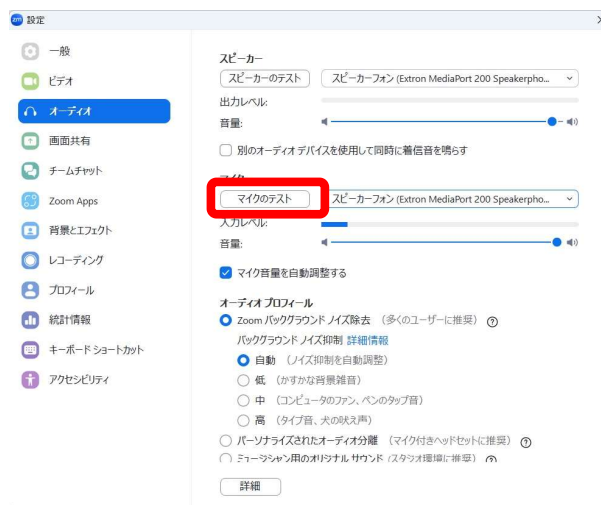 zm 設定
一般
ビデオ
オーディオ
画面共有
チームチャット
Zoom Apps
背景とエフェクト
レコーディング
プロフィール
統計情報
キーボード ショートカット
アクセシビリティ
スピーカー
スピーカーのテスト スピーカーフォン (Extron MediaPort 200 Speakerpho...
出力レベル:
音量:
別のオーディオ デバイスを使用して同時に着信音を鳴らす
マイク
マイクのテスト スピーカーフォン (Extron MediaPort 200 Speakerpho...
入力レベル:
音量:
マイク音量を自動調整する
オーディオ プロフィール
Zoom バックグラウンド ノイズ除去 (多くのユーザーに推奨) ?
バックグラウンド ノイズ抑制 詳細情報
自動 (ノイズ抑制を自動調整)
低 (かすかな背景雑音)
中 (コンピュータのファン、ペンのタップ音)
高 (タイプ音、犬の吠え声)
パーソナライズされたオーディオ分離 (マイク付きヘッドセットに推奨) ?
ミュージシャン用のオリジナル サウンド (スタジオ環境に推奨) ?
詳細